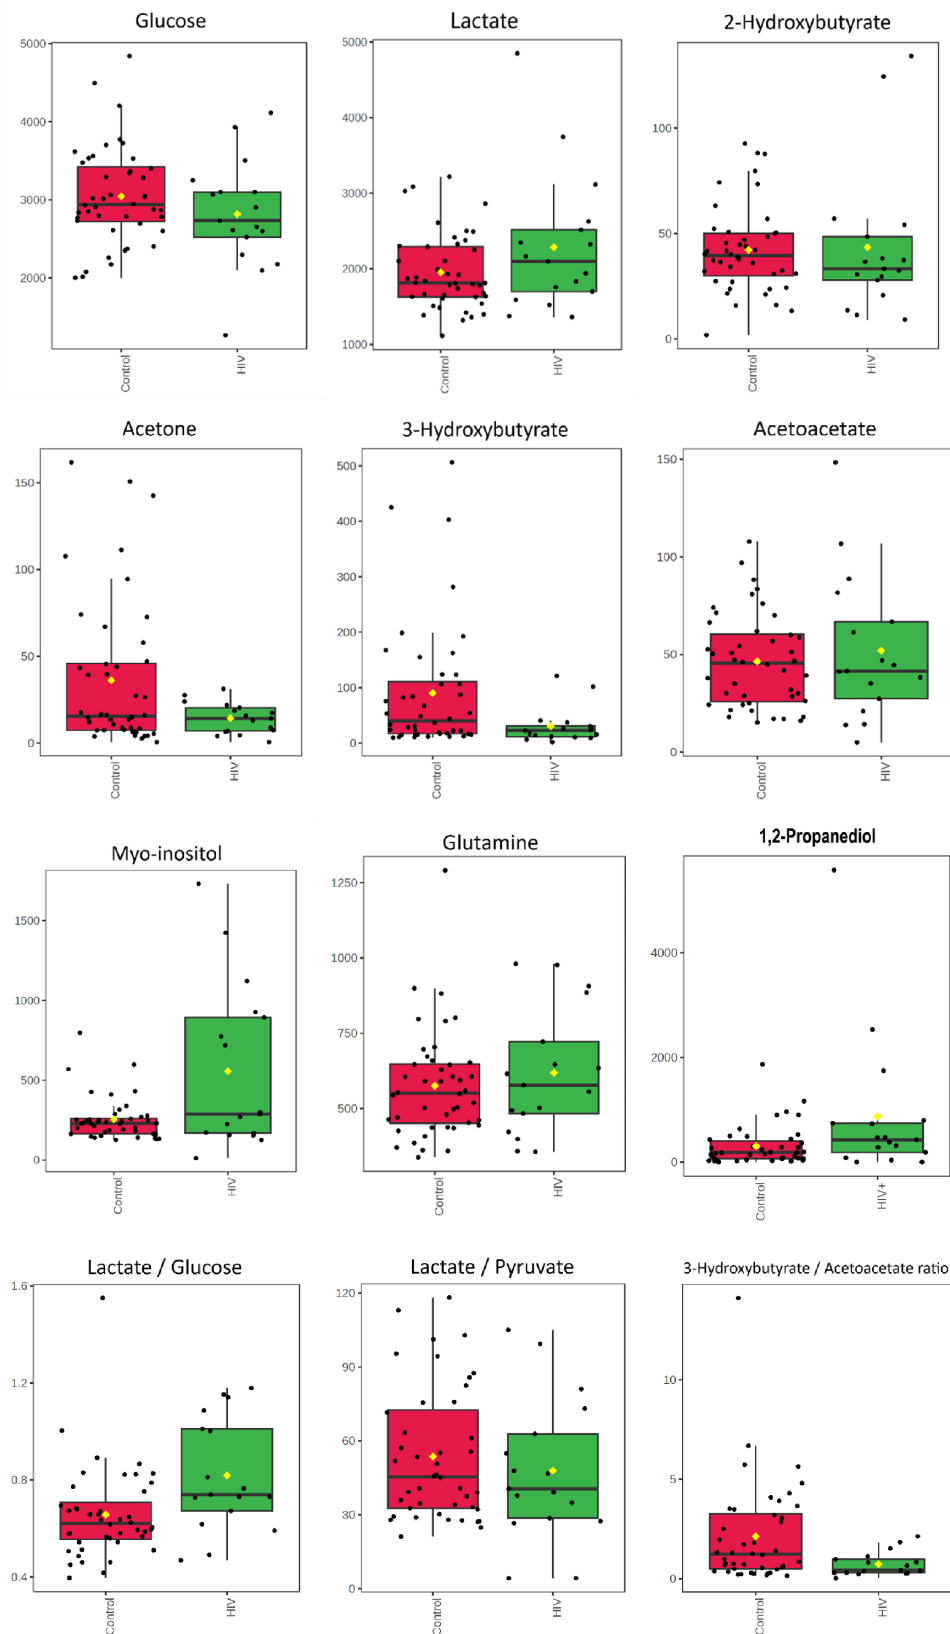 Glucose
Lactate
2-Hydroxybutyrate
5000
4000
3000
2000
Control
HIV
5000
4000
3000
2000
1000
Control
HIV
100
50
0
Control
HIV
Acetone
3-Hydroxybutyrate
Acetoacetate
150
100
50
0
Control
HIV
500
400
300
200
100
0
Control
HIV
150
100
50
0
Control
HIV
Myo-inositol
Glutamine
1,2-Propanediol
1500
1000
500
0
Control
HIV
1250
1000
750
500
Control
HIV
4000
2000
0
Control
HIV+
Lactate / Glucose
Lactate / Pyruvate
3-Hydroxybutyrate / Acetoacetate ratio
1.6
1.2
0.8
0.4
Control
HIV
120
90
60
30
0
Control
HIV
10
5
0
Control
HIV